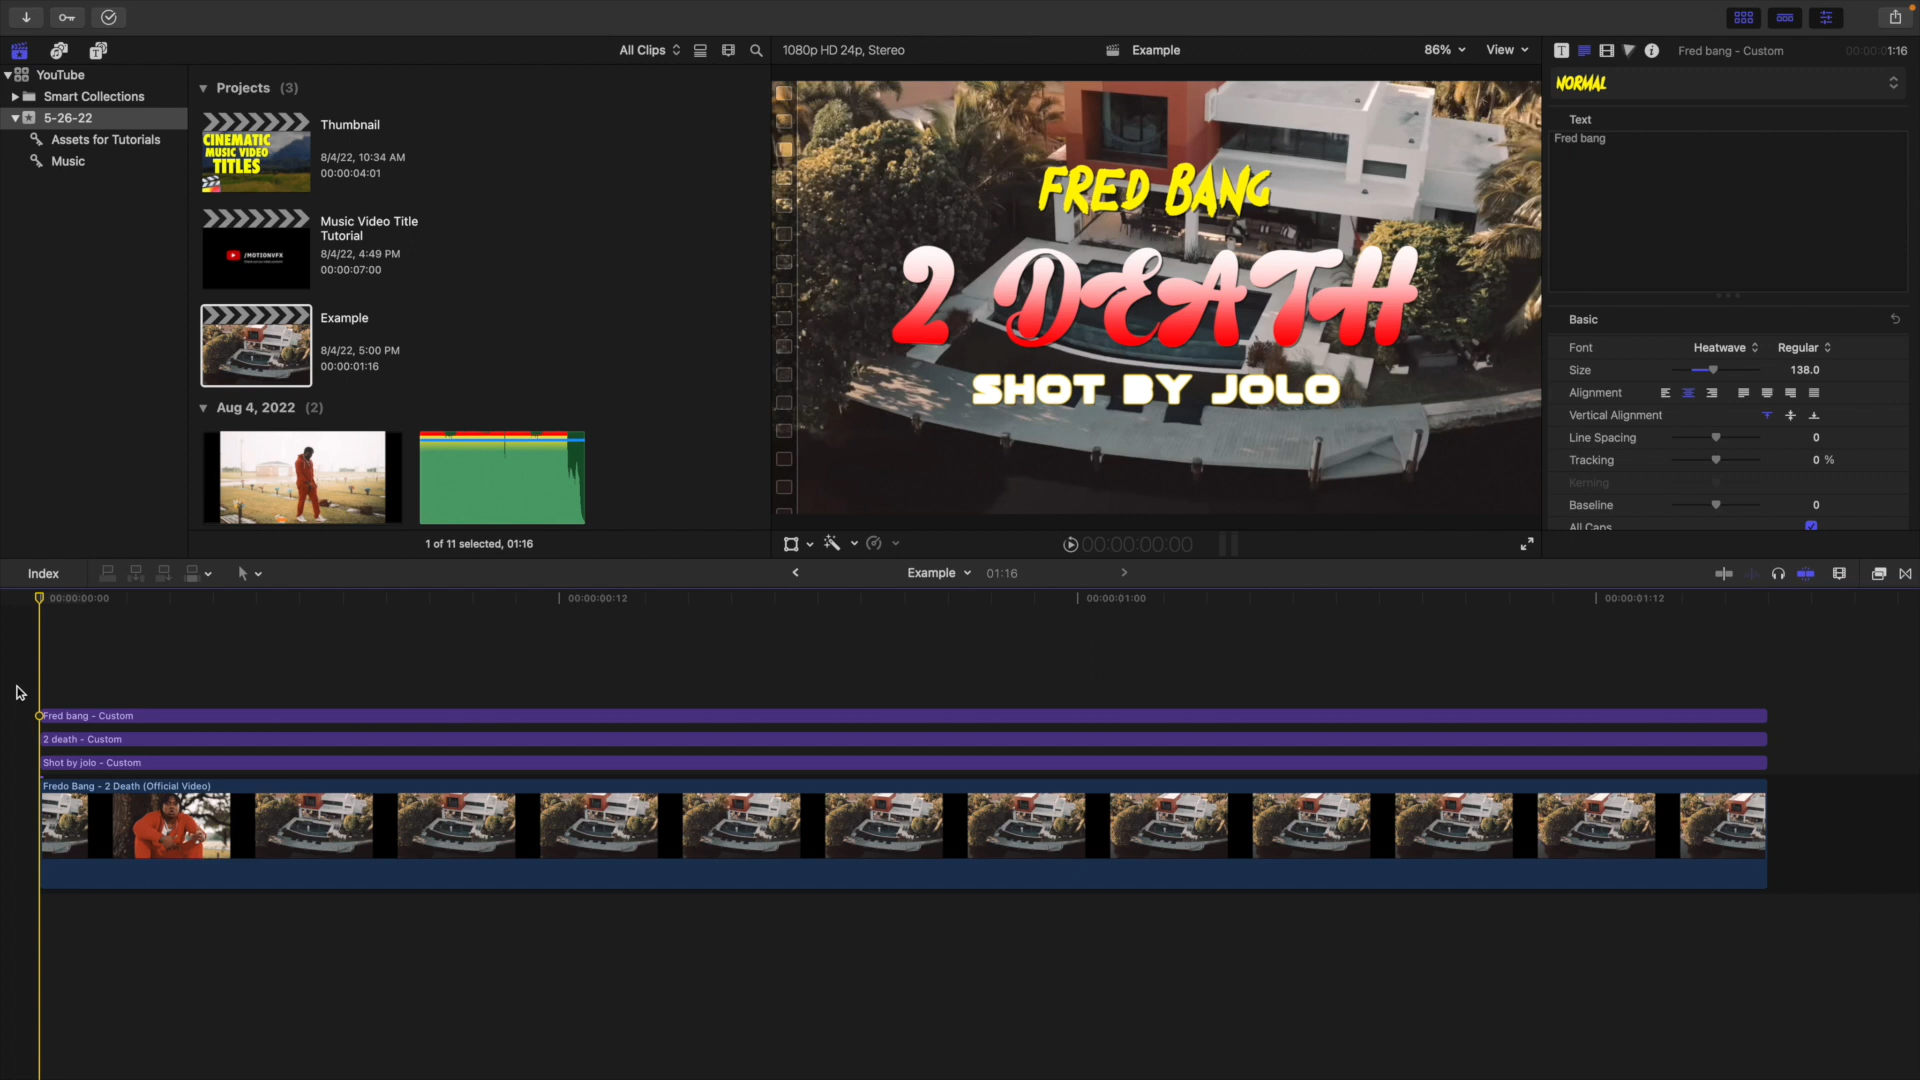 All Clips
1080p HD 24p, Stereo
Example
86%
View
Fred bang - Custom
00:00:01:16
YouTube
Smart Collections
5-26-22
Assets for Tutorials
Music
Projects (3)
CINEMATIC
MUSIC VIDEO
TITLES
Thumbnail
8/4/22, 10:34 AM
00:00:04:01
/MOTIONVFX
Music Video Title
Tutorial
8/4/22, 4:49 PM
00:00:07:00
Example
8/4/22, 5:00 PM
00:00:01:16
Aug 4, 2022 (2)
1 of 11 selected, 01:16
FRED BANG
2 DEATH
SHOT BY JOLO
00:00:00:00
NORMAL
Text
Fred bang
Basic
Font
Heatwave
Regular
Size
138.0
Alignment
Vertical Alignment
Line Spacing
0
Tracking
0 %
Kerning
Baseline
0
All Caps
Index
Example
01:16
00:00:00:00
00:00:00:12
00:00:01:00
00:00:01:12
Fred bang - Custom
2 death - Custom
Shot by jolo - Custom
Fredo Bang - 2 Death (Official Video)